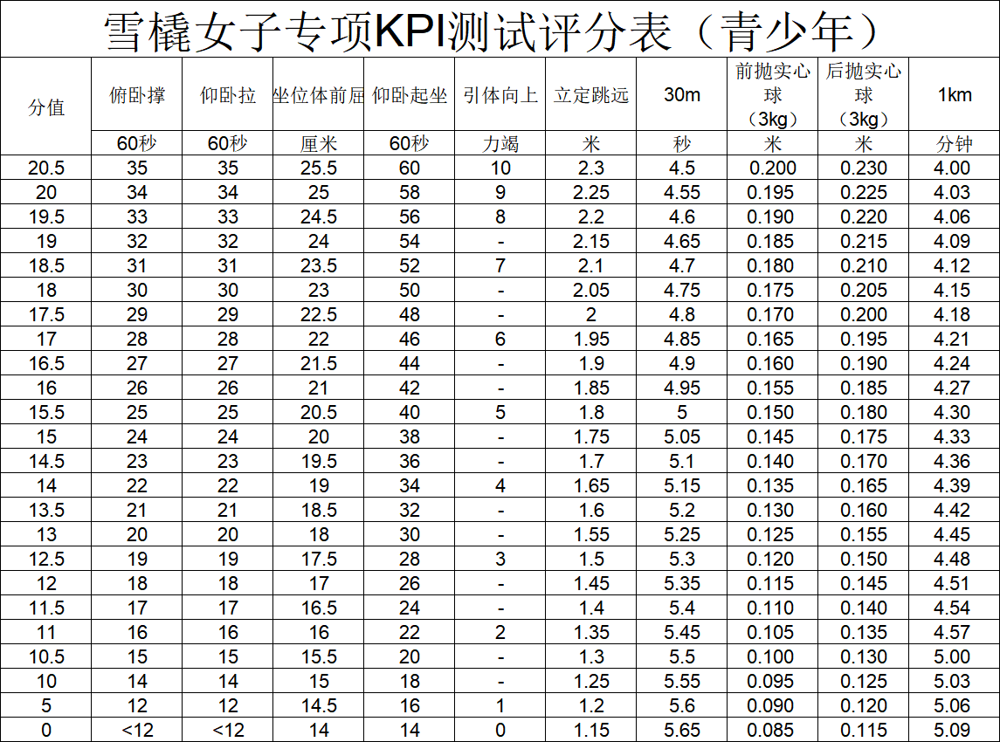 雪橇女子专项KPI测试评分表（青少年）
分值 俯卧撑 仰卧拉 坐位体前屈 仰卧起坐 引体向上 立定跳远 30m 前抛实心球（3kg） 后抛实心球（3kg） 1km
60秒 60秒 厘米 60秒 力竭 米 秒 米 米 分钟
20.5 35 35 25.5 60 10 2.3 4.5 0.200 0.230 4.00
20 34 34 25 58 9 2.25 4.55 0.195 0.225 4.03
19.5 33 33 24.5 56 8 2.2 4.6 0.190 0.220 4.06
19 32 32 24 54 - 2.15 4.65 0.185 0.215 4.09
18.5 31 31 23.5 52 7 2.1 4.7 0.180 0.210 4.12
18 30 30 23 50 - 2.05 4.75 0.175 0.205 4.15
17.5 29 29 22.5 48 - 2 4.8 0.170 0.200 4.18
17 28 28 22 46 6 1.95 4.85 0.165 0.195 4.21
16.5 27 27 21.5 44 - 1.9 4.9 0.160 0.190 4.24
16 26 26 21 42 - 1.85 4.95 0.155 0.185 4.27
15.5 25 25 20.5 40 5 1.8 5 0.150 0.180 4.30
15 24 24 20 38 - 1.75 5.05 0.145 0.175 4.33
14.5 23 23 19.5 36 - 1.7 5.1 0.140 0.170 4.36
14 22 22 19 34 4 1.65 5.15 0.135 0.165 4.39
13.5 21 21 18.5 32 - 1.6 5.2 0.130 0.160 4.42
13 20 20 18 30 - 1.55 5.25 0.125 0.155 4.45
12.5 19 19 17.5 28 3 1.5 5.3 0.120 0.150 4.48
12 18 18 17 26 - 1.45 5.35 0.115 0.145 4.51
11.5 17 17 16.5 24 - 1.4 5.4 0.110 0.140 4.54
11 16 16 16 22 2 1.35 5.45 0.105 0.135 4.57
10.5 15 15 15.5 20 - 1.3 5.5 0.100 0.130 5.00
10 14 14 15 18 - 1.25 5.55 0.095 0.125 5.03
5 12 12 14.5 16 1 1.2 5.6 0.090 0.120 5.06
0 <12 <12 14 14 0 1.15 5.65 0.085 0.115 5.09